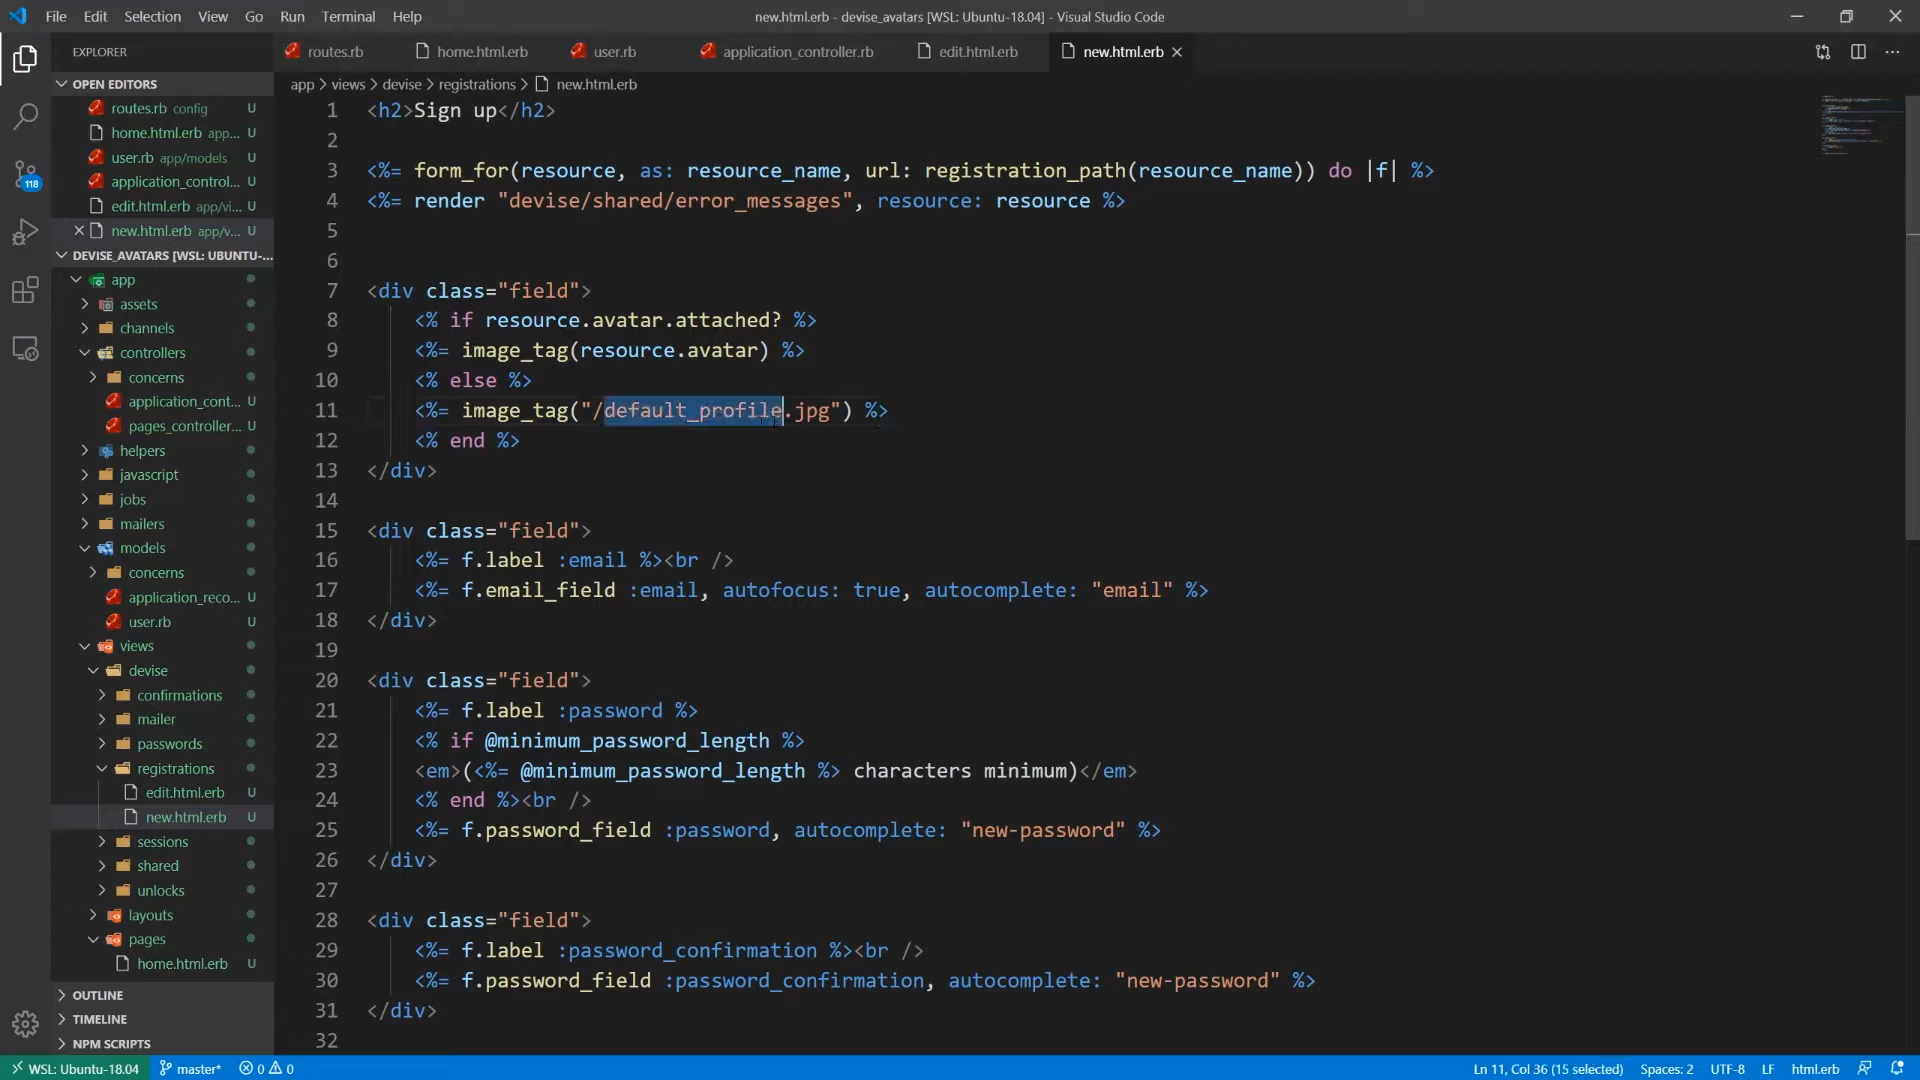 File Edit Selection View Go Run Terminal Help
new.html.erb - devise_avatars [WSL: Ubuntu-18.04] - Visual Studio Code
EXPLORER
routes.rb home.html.erb user.rb application_controller.rb edit.html.erb new.html.erb
OPEN EDITORS
routes.rb config U
home.html.erb app... U
user.rb app/models U
application_control... U
edit.html.erb app/vi... U
new.html.erb app/v... U
118
DEVISE_AVATARS [WSL: UBUNTU-...
app
assets
channels
controllers
concerns
application_cont... U
pages_controller... U
helpers
javascript
jobs
mailers
models
concerns
application_reco... U
user.rb U
views
devise
confirmations
mailer
passwords
registrations
edit.html.erb U
new.html.erb U
sessions
shared
unlocks
layouts
pages
home.html.erb U
OUTLINE
TIMELINE
NPM SCRIPTS
app > views > devise > registrations > new.html.erb
1 <h2>Sign up</h2>
2
3 <%= form_for(resource, as: resource_name, url: registration_path(resource_name)) do |f| %>
4 <%= render "devise/shared/error_messages", resource: resource %>
5
6
7 <div class="field">
8 <% if resource.avatar.attached? %>
9 <%= image_tag(resource.avatar) %>
10 <% else %>
11 <%= image_tag("/default_profile.jpg") %>
12 <% end %>
13 </div>
14
15 <div class="field">
16 <%= f.label :email %><br />
17 <%= f.email_field :email, autofocus: true, autocomplete: "email" %>
18 </div>
19
20 <div class="field">
21 <%= f.label :password %>
22 <% if @minimum_password_length %>
23 <em>(<%= @minimum_password_length %> characters minimum)</em>
24 <% end %><br />
25 <%= f.password_field :password, autocomplete: "new-password" %>
26 </div>
27
28 <div class="field">
29 <%= f.label :password_confirmation %><br />
30 <%= f.password_field :password_confirmation, autocomplete: "new-password" %>
31 </div>
32
WSL: Ubuntu-18.04 master* 0 0 Ln 11, Col 36 (15 selected) Spaces: 2 UTF-8 LF html.erb